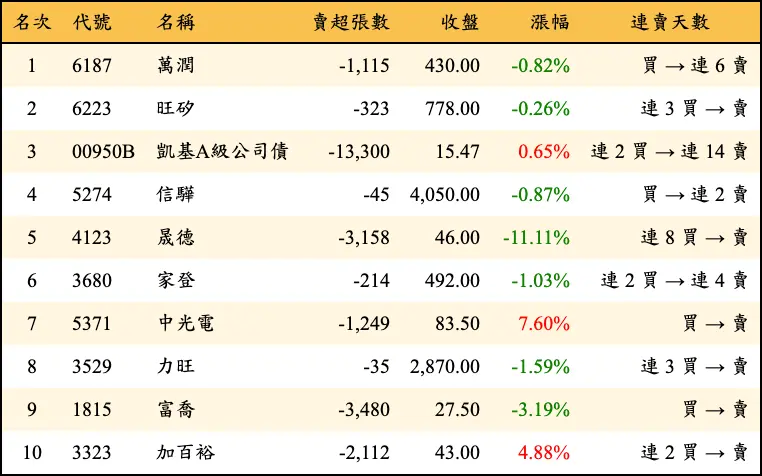 名次 代號 名稱 賣超張數 收盤 漲幅 連賣天數
1 6187 萬潤 -1,115 430.00 -0.82% 買 → 連 6 賣
2 6223 旺矽 -323 778.00 -0.26% 連 3 買 → 賣
3 00950B 凱基A級公司債 -13,300 15.47 0.65% 連 2 買 → 連 14 賣
4 5274 信驊 -45 4,050.00 -0.87% 買 → 連 2 賣
5 4123 晟德 -3,158 46.00 -11.11% 連 8 買 → 賣
6 3680 家登 -214 492.00 -1.03% 連 2 買 → 連 4 賣
7 5371 中光電 -1,249 83.50 7.60% 買 → 賣
8 3529 力旺 -35 2,870.00 -1.59% 連 3 買 → 賣
9 1815 富喬 -3,480 27.50 -3.19% 買 → 賣
10 3323 加百裕 -2,112 43.00 4.88% 連 2 買 → 賣